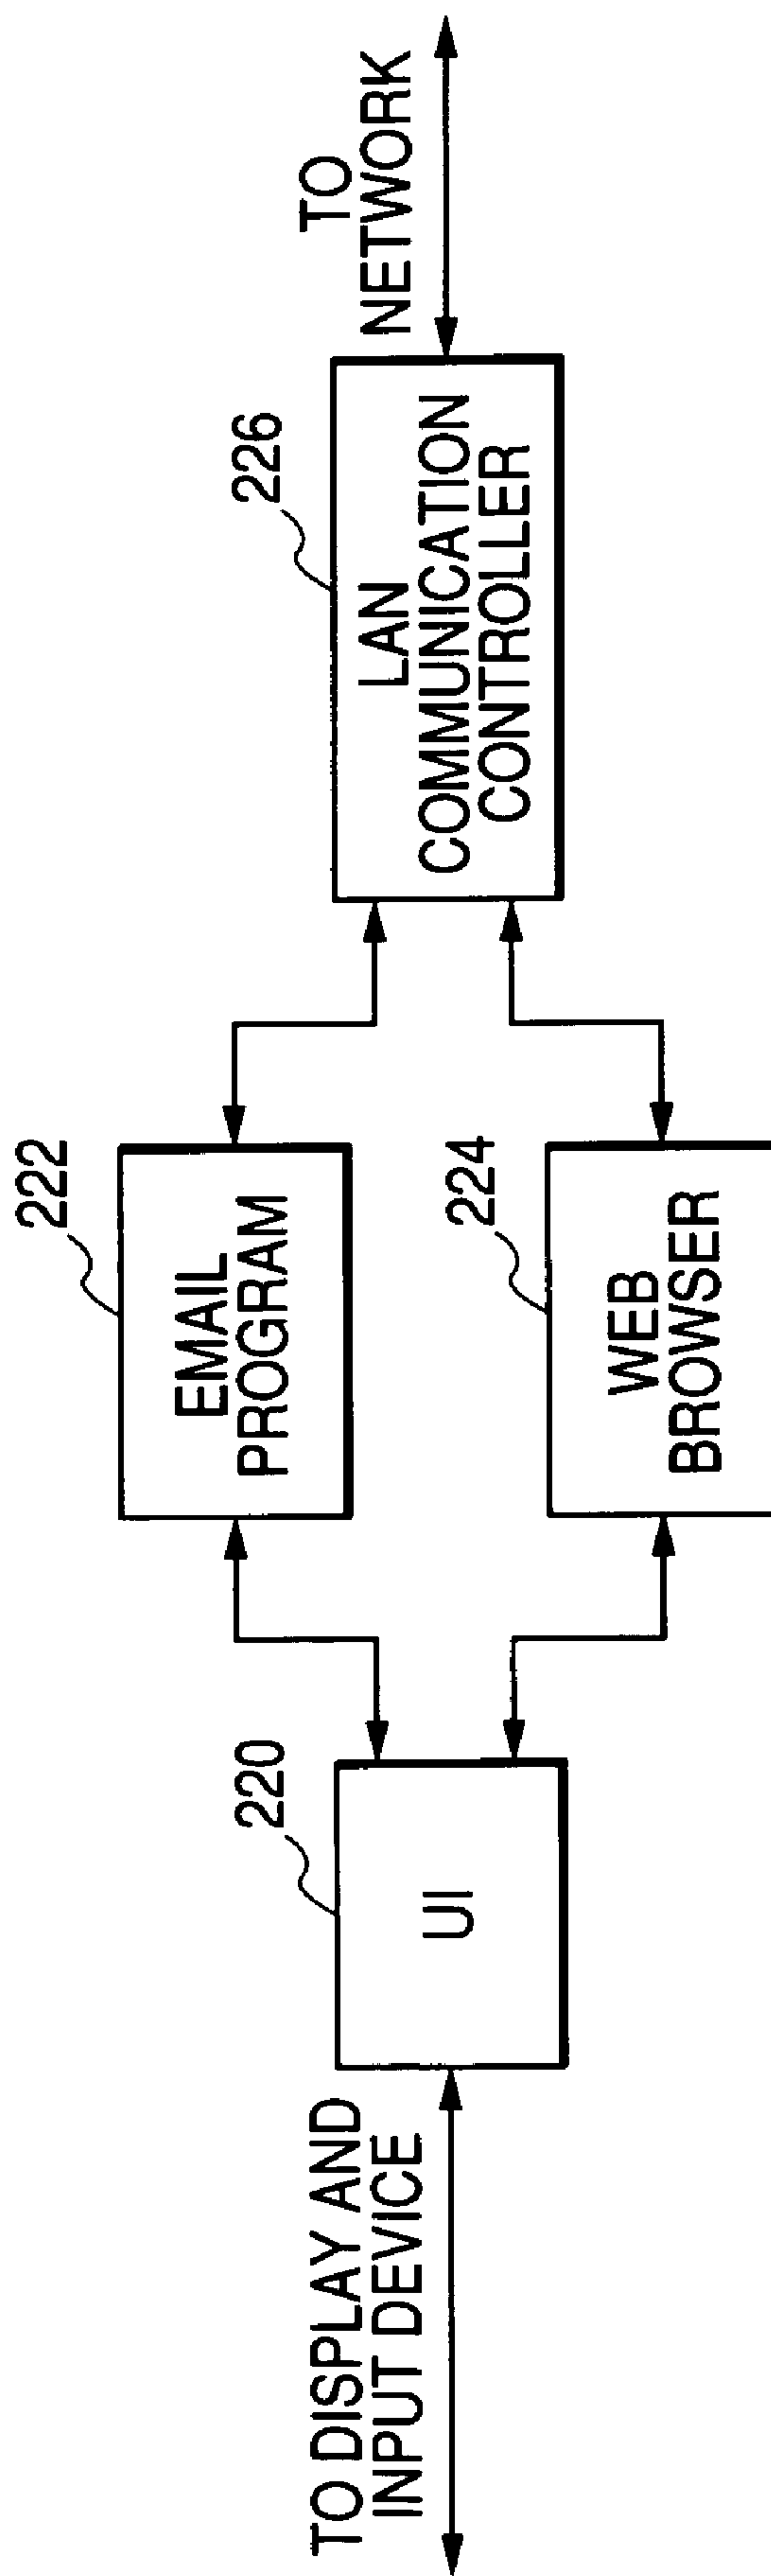 TO DISPLAY AND
INPUT DEVICE
220
UI
222
EMAIL
PROGRAM
224
WEB
BROWSER
226
LAN
COMMUNICATION
CONTROLLER
TO
NETWORK